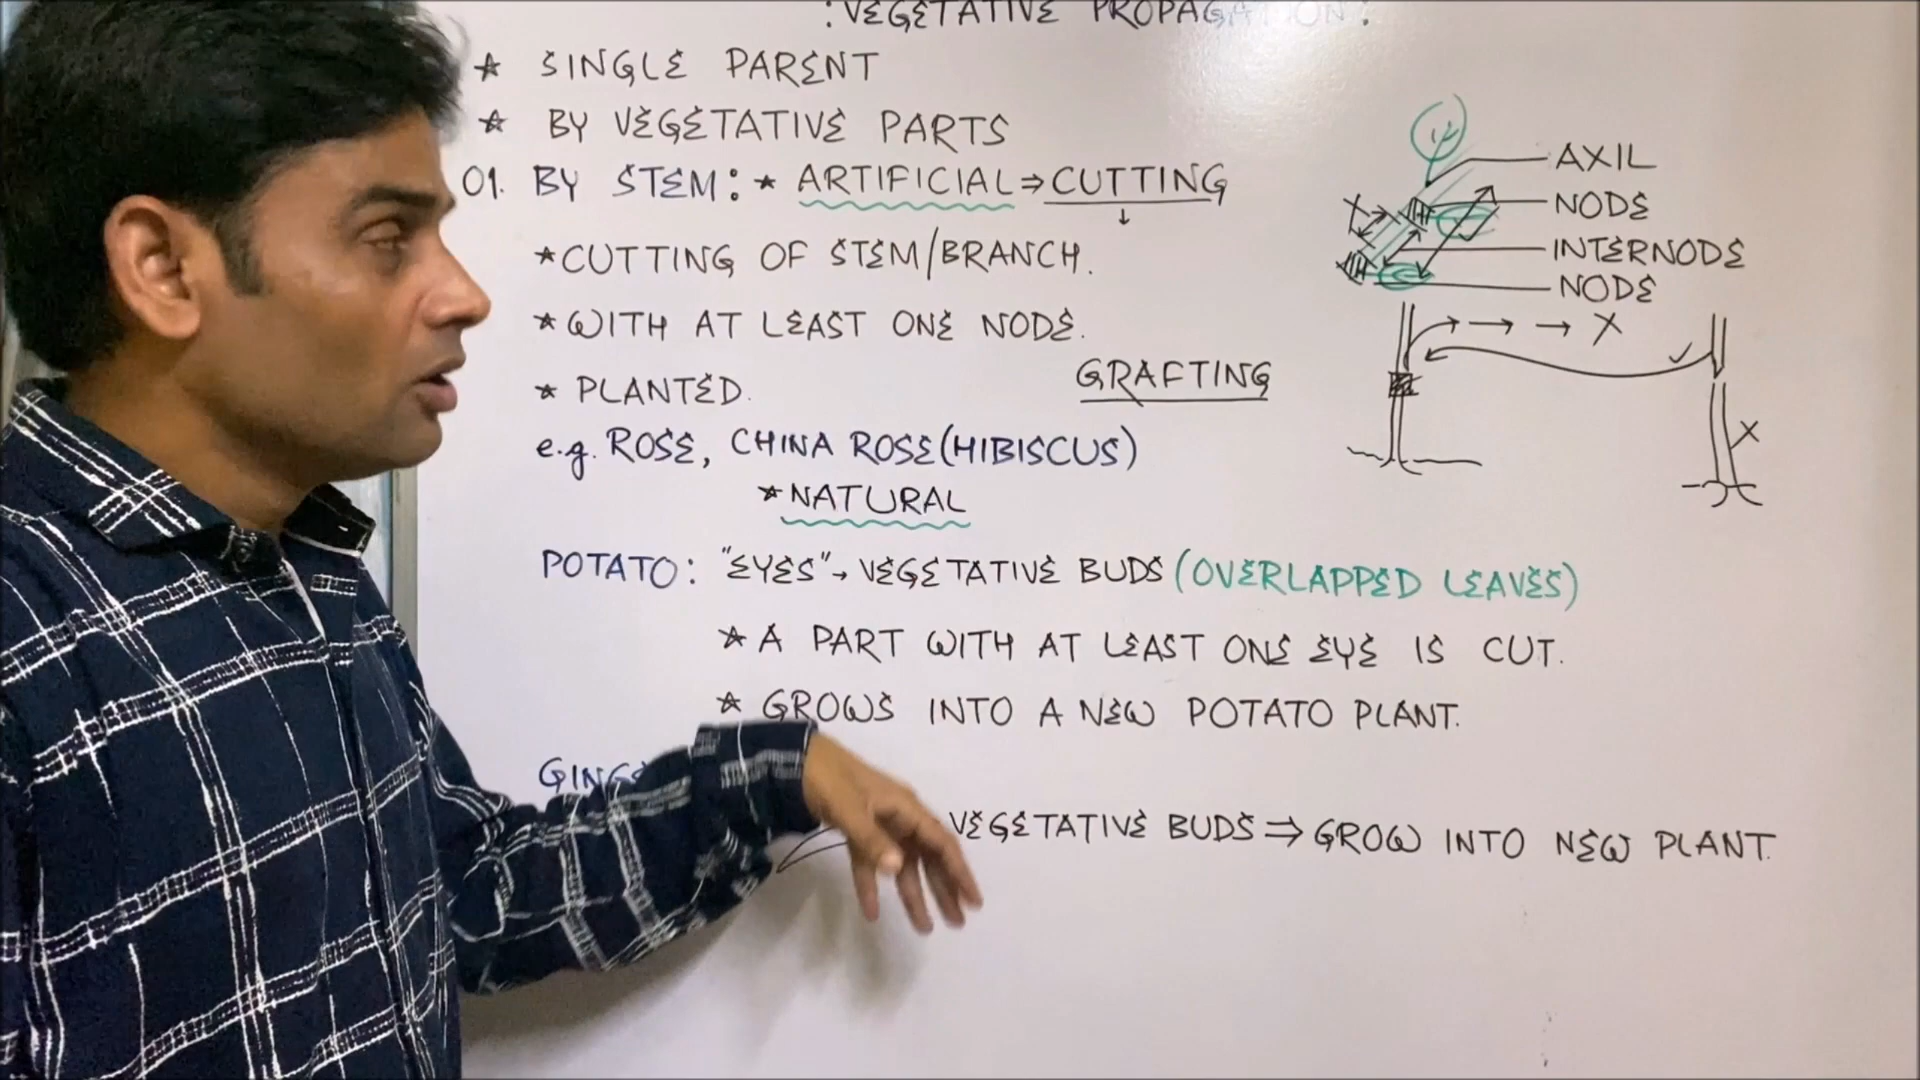 : VEGETATIVE PROPAGATION :
★ SINGLE PARENT
★ BY VEGETATIVE PARTS
01. BY STEM: ★ ARTIFICIAL ⇒ CUTTING
↓
★ CUTTING OF STEM/BRANCH.
★ WITH AT LEAST ONE NODE.
★ PLANTED.
GRAFTING
e.g. ROSE, CHINA ROSE (HIBISCUS)
★ NATURAL
POTATO: "EYES" → VEGETATIVE BUDS (OVERLAPPED LEAVES)
★ A PART WITH AT LEAST ONE EYE IS CUT.
★ GROWS INTO A NEW POTATO PLANT.
VEGETATIVE BUDS ⇒ GROW INTO NEW PLANT.
AXIL
NODE
INTERNODE
NODE